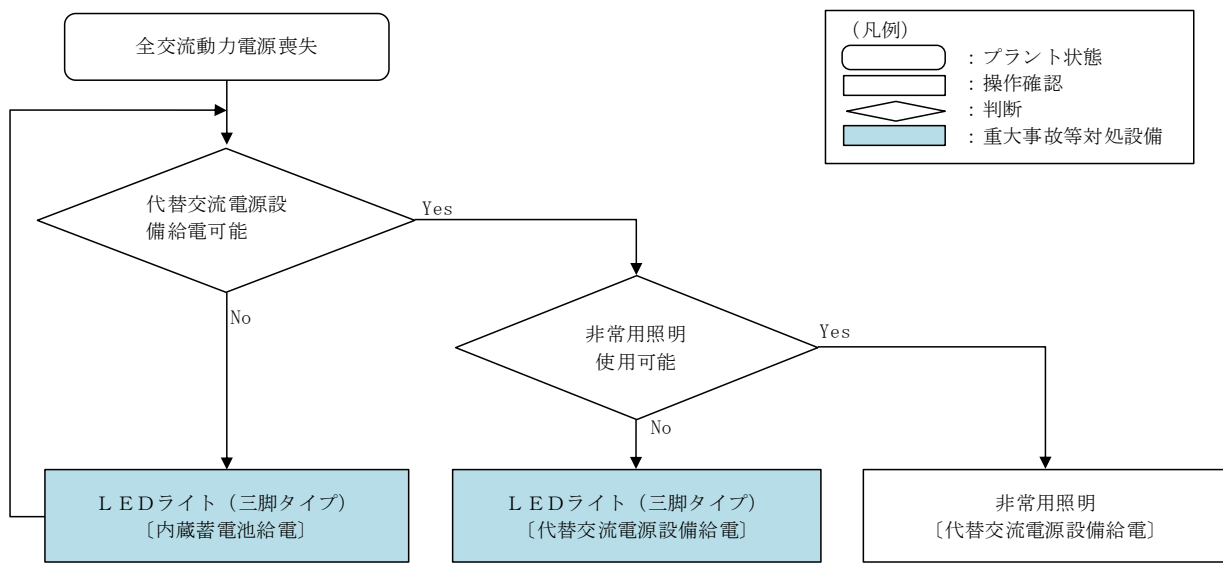 全交流動力電源喪失
(凡例)
：プラント状態
：操作確認
：判断
：重大事故等対処設備
代替交流電源設
備給電可能
Yes
No
非常用照明
使用可能
Yes
No
ＬＥＤライト（三脚タイプ）
〔内蔵蓄電池給電〕
ＬＥＤライト（三脚タイプ）
〔代替交流電源設備給電〕
非常用照明
〔代替交流電源設備給電〕